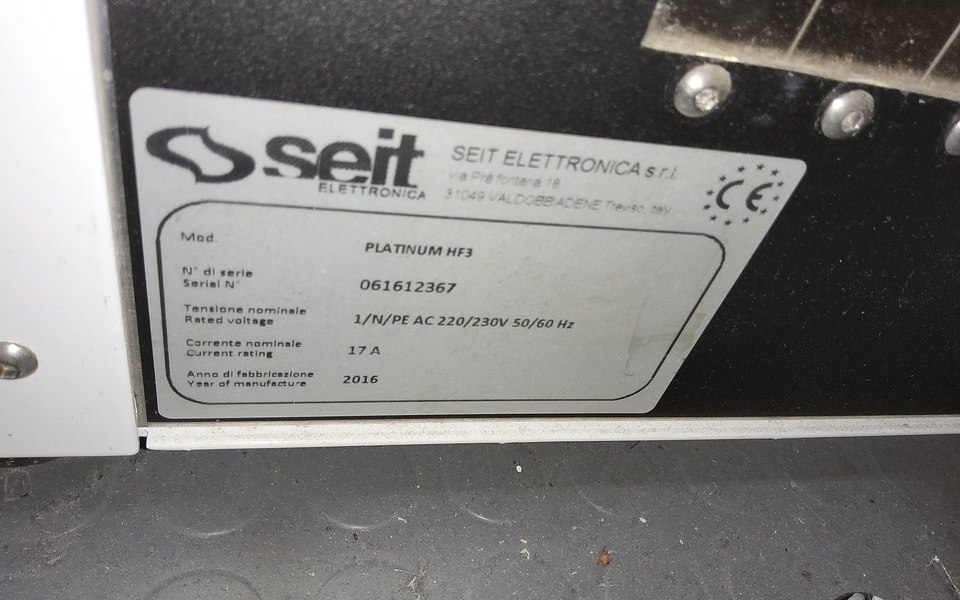 seit
ELETTRONICA
SEIT ELETTRONICA s.r.l.
via Pré fontana 18
31049 VALDOBBIADENE Treviso, Italy
CE
Mod. PLATINUM HF3
N° di serie
Serial N° 061612367
Tensione nominale
Rated voltage 1/N/PE AC 220/230V 50/60 Hz
Corrente nominale
Current rating 17 A
Anno di fabbricazione
Year of manufacture 2016